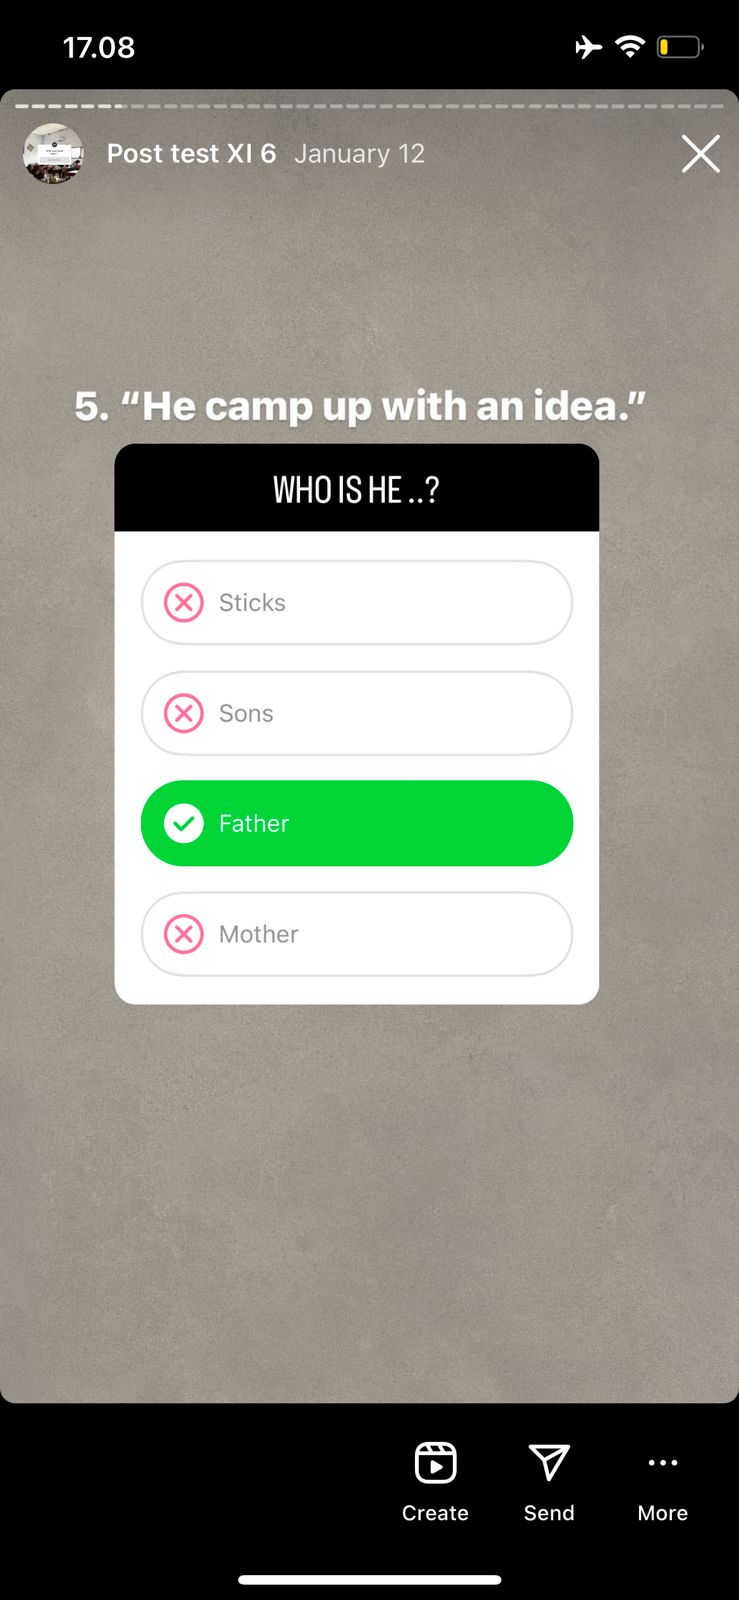 17.08
Post test XI 6 January 12
5. “He camp up with an idea.”
WHO IS HE ..?
Sticks
Sons
Father
Mother
Create Send More